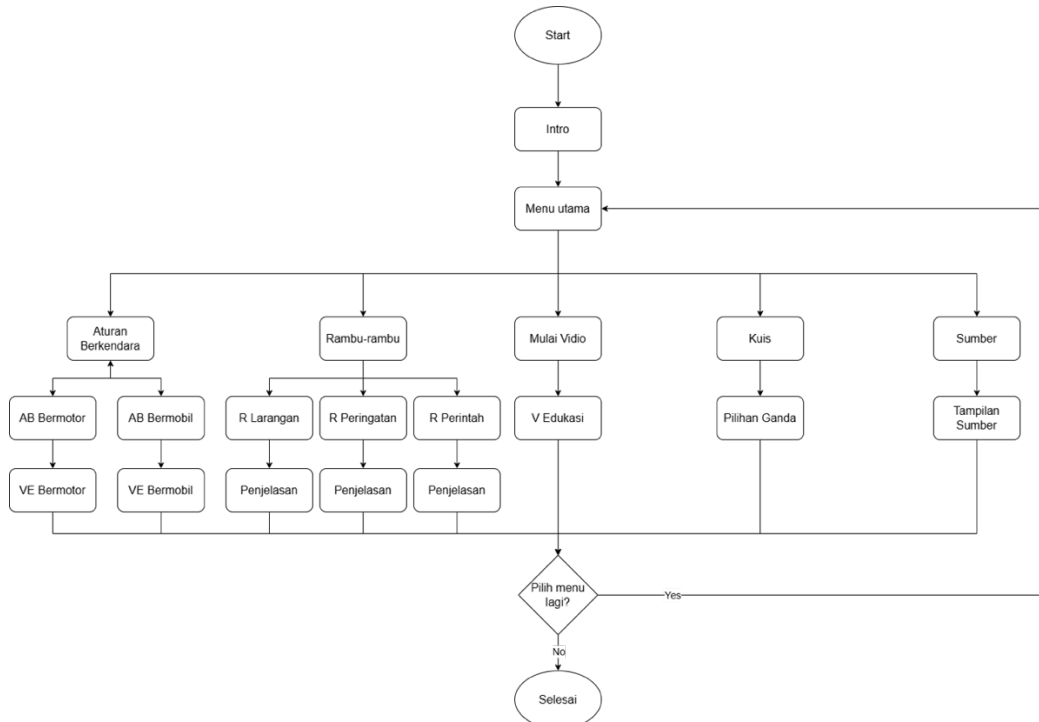 Start
Intro
Menu utama
Aturan
Berkendara
Rambu-rambu
Mulai Vidio
Kuis
Sumber
AB Bermotor
AB Bermobil
R Larangan
R Peringatan
R Perintah
V Edukasi
Pilihan Ganda
Tampilan
Sumber
VE Bermotor
VE Bermobil
Penjelasan
Penjelasan
Penjelasan
Pilih menu
lagi?
Yes
No
Selesai